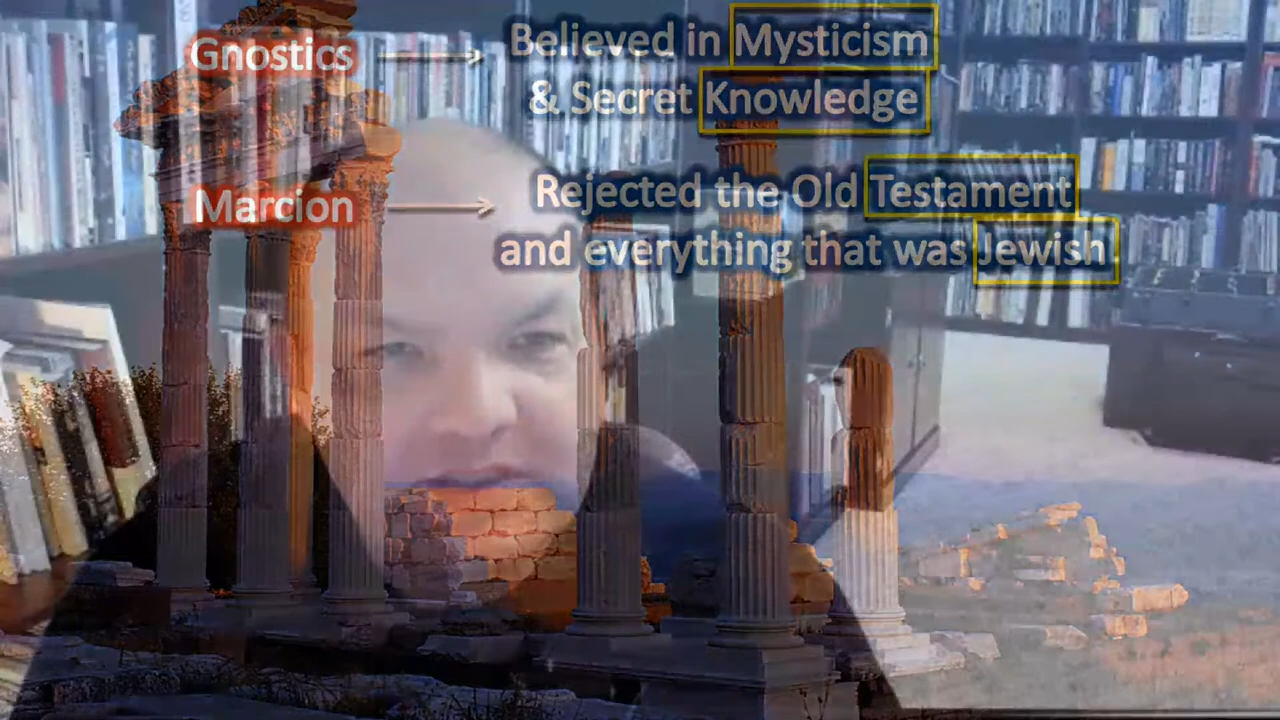 Gnostics → Believed in Mysticism
& Secret Knowledge
Marcion → Rejected the Old Testament
and everything that was Jewish.